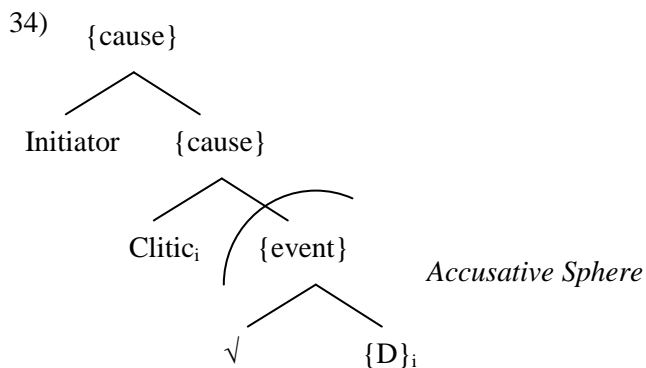 34) {cause}
Initiator {cause}
Cliticᵢ {event}
Accusative Sphere
√ {D}ᵢ